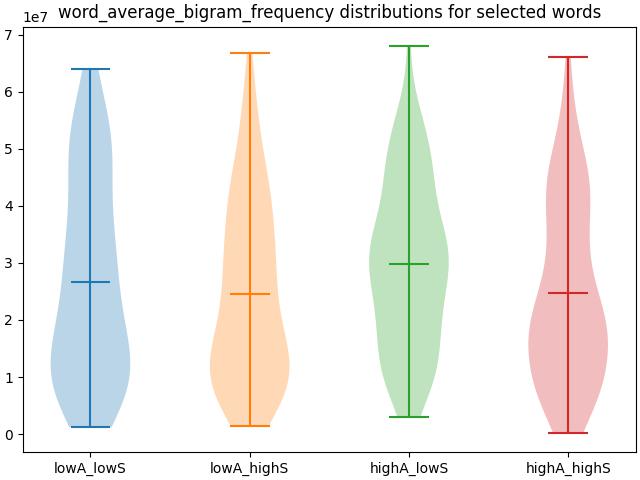 word_average_bigram_frequency distributions for selected words
1e7
7
6
5
4
3
2
1
0
lowA_lowS lowA_highS highA_lowS highA_highS